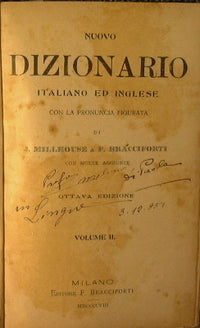 NUOVO
DIZIONARIO
ITALIANO ED INGLESE
CON LA PRONUNCIA FIGURATA
DI
J. MILLHOUSE e F. BRACCIFORTI
CON MOLTE AGGIUNTE
OTTAVA EDIZIONE
in
VOLUME II.
MILANO
EDITORE F. BRACCIFORTI